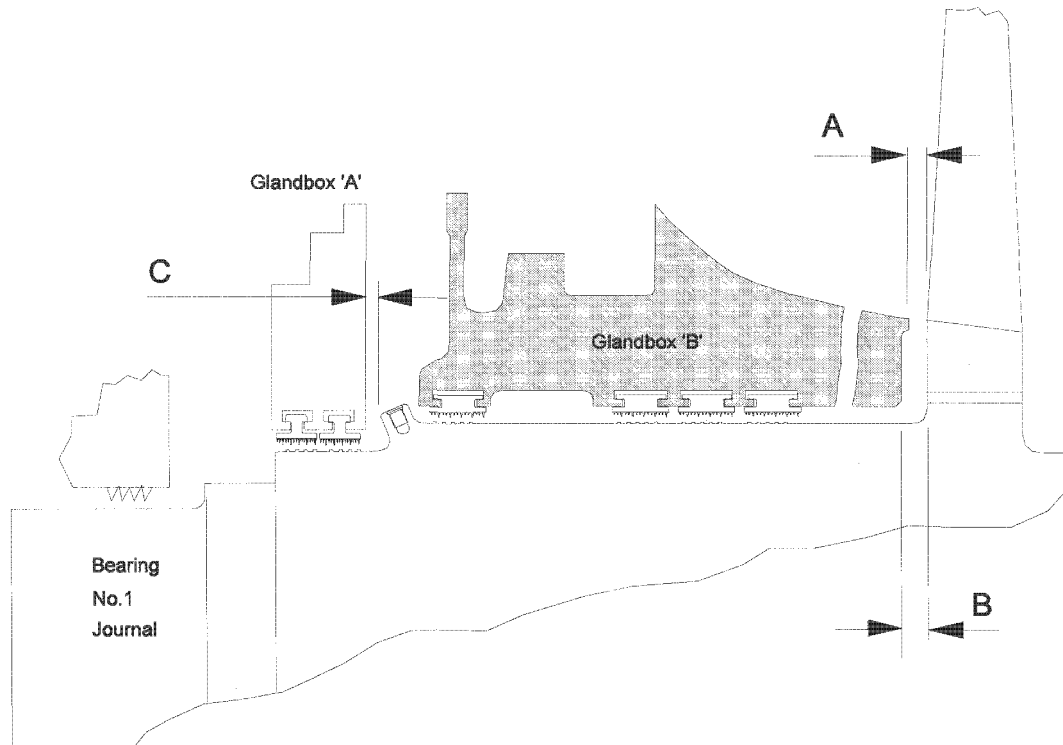 A
Glandbox 'A'
C
Glandbox 'B'
Bearing
No.1
Journal
B